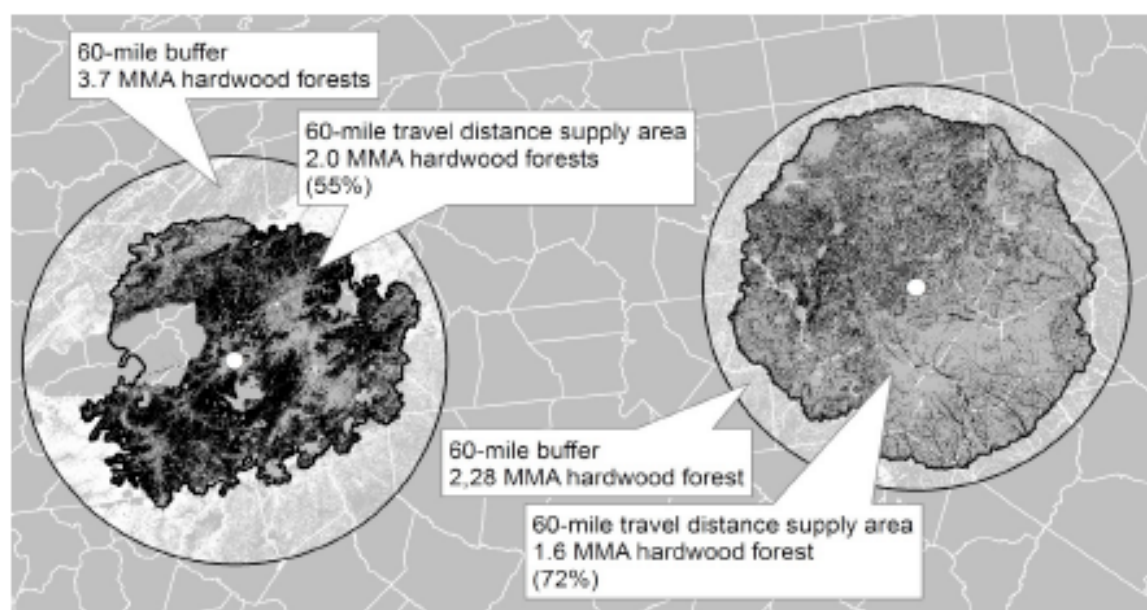 60-mile buffer
3.7 MMA hardwood forests
60-mile travel distance supply area
2.0 MMA hardwood forests
(55%)
60-mile buffer
2,28 MMA hardwood forest
60-mile travel distance supply area
1.6 MMA hardwood forest
(72%)